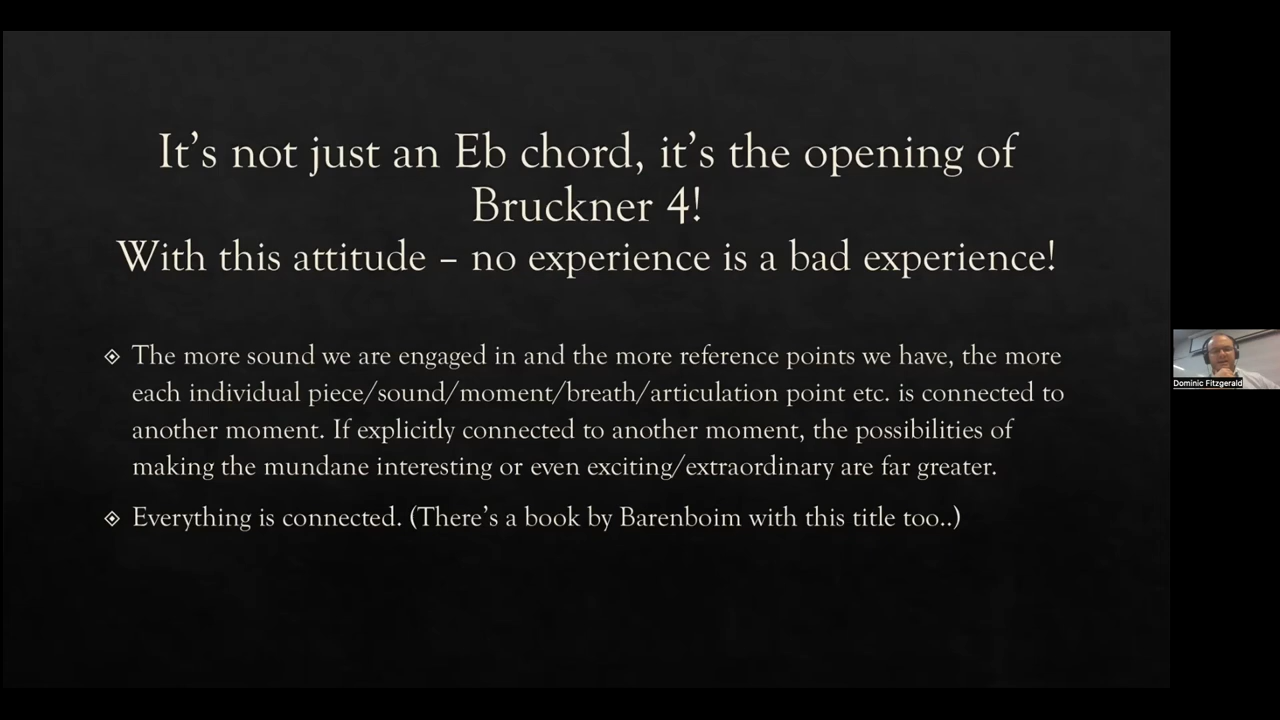 It's not just an Eb chord, it's the opening of
Bruckner 4!
With this attitude – no experience is a bad experience!
The more sound we are engaged in and the more reference points we have, the more
each individual piece/sound/moment/breath/articulation point etc. is connected to
another moment. If explicitly connected to another moment, the possibilities of
making the mundane interesting or even exciting/extraordinary are far greater.
Everything is connected. (There's a book by Barenboim with this title too..)
Dominic Fitzgerald